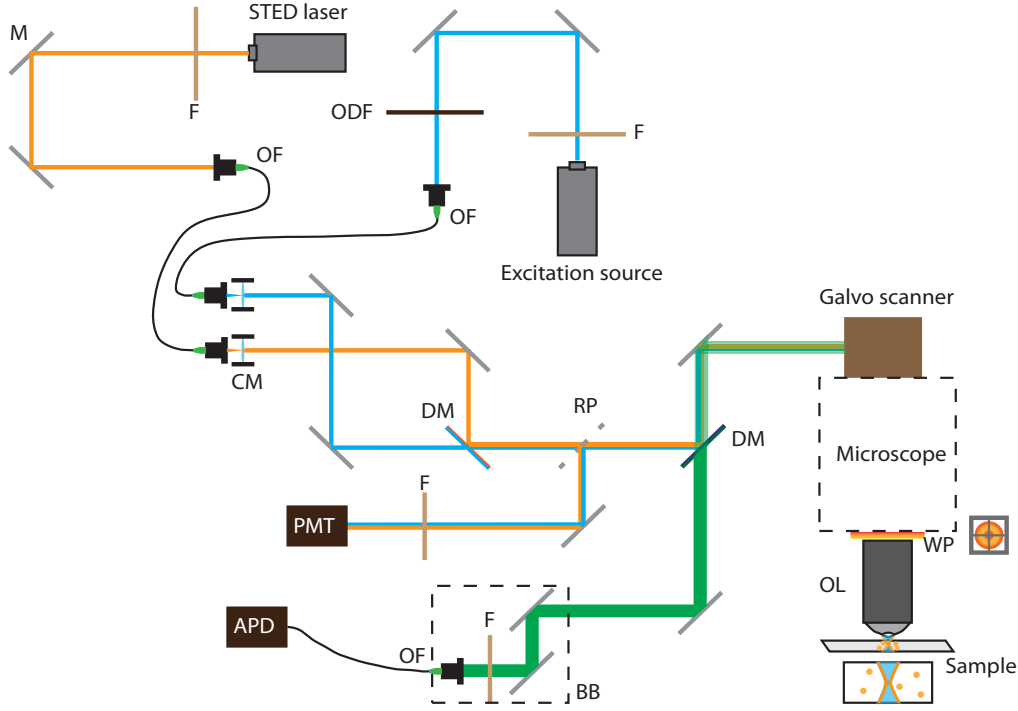 STED laser
M
F
ODF
F
OF
OF
Excitation source
Galvo scanner
CM
DM
RP
DM
Microscope
F
PMT
WP
OL
F
APD
OF
BB
Sample